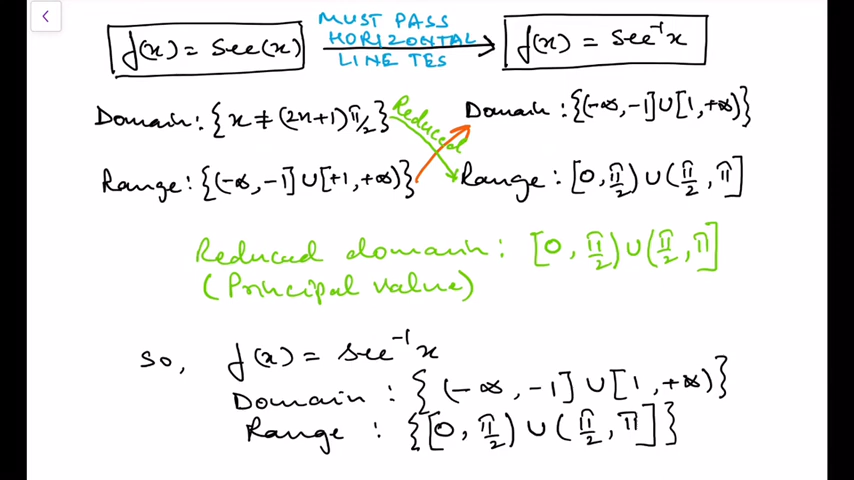 f(x) = Sec(x) MUST PASS HORIZONTAL LINE TES f(x) = Sec⁻¹x
Domain : {x ≠ (2n+1)π/2} Reduced Domain : {(-∞, -1] ∪ [1, +∞)}
Range : {(-∞, -1] ∪ [+1, +∞)} Range : [0, π/2) ∪ (π/2, π]
Reduced domain : [0, π/2) ∪ (π/2, π]
(Principal value)
So, f(x) = Sec⁻¹x
Domain : {(-∞, -1] ∪ [1, +∞)}
Range : {[0, π/2) ∪ (π/2, π]}